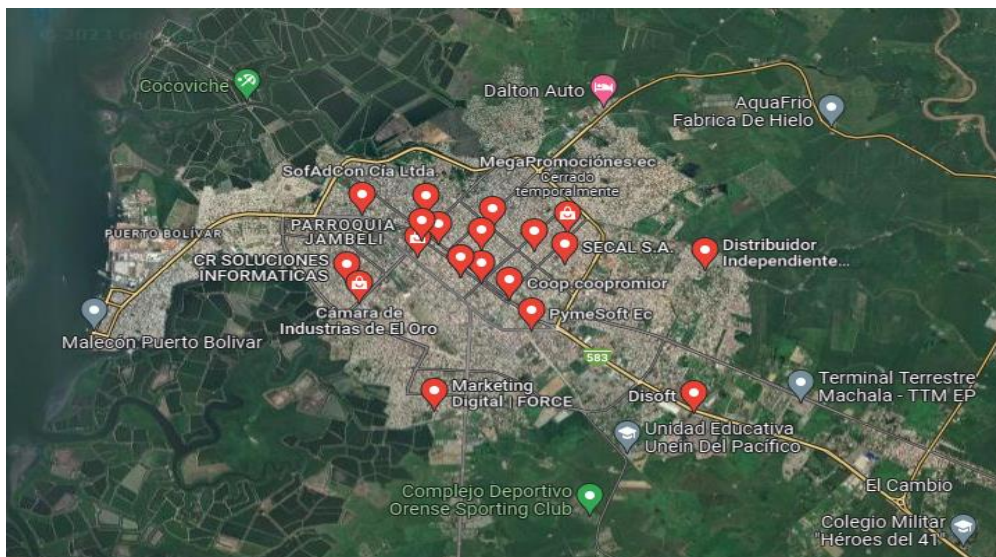 Cocoviche
Dalton Auto
AquaFrio
Fabrica De Hielo
MegaPromociónes ec
Cerrado
temporalmente
SofAdCon Cía Ltda.
PUERTO BOLÍVAR
PARROQUIA
JAMBELI
SECAL S.A.
Distribuidor
Independiente...
CR SOLUCIONES
INFORMATICAS
Coop.coopromior
Cámara de
Industrias de El Oro
PymeSoft Ec
Malecón Puerto Bolívar
583
Marketing
Digital | FORCE
Disoft
Terminal Terrestre
Machala - TTM EP
Unidad Educativa
Unein Del Pacífico
El Cambio
Complejo Deportivo
Orense Sporting Club
Colegio Militar
"Héroes del 41"